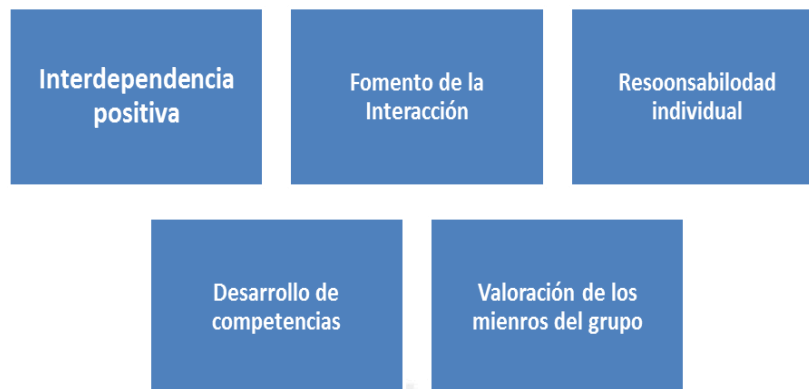 Interdependencia
positiva
Fomento de la
Interacción
Resoonsabilodad
individual
Desarrollo de
competencias
Valoración de los
mienros del grupo